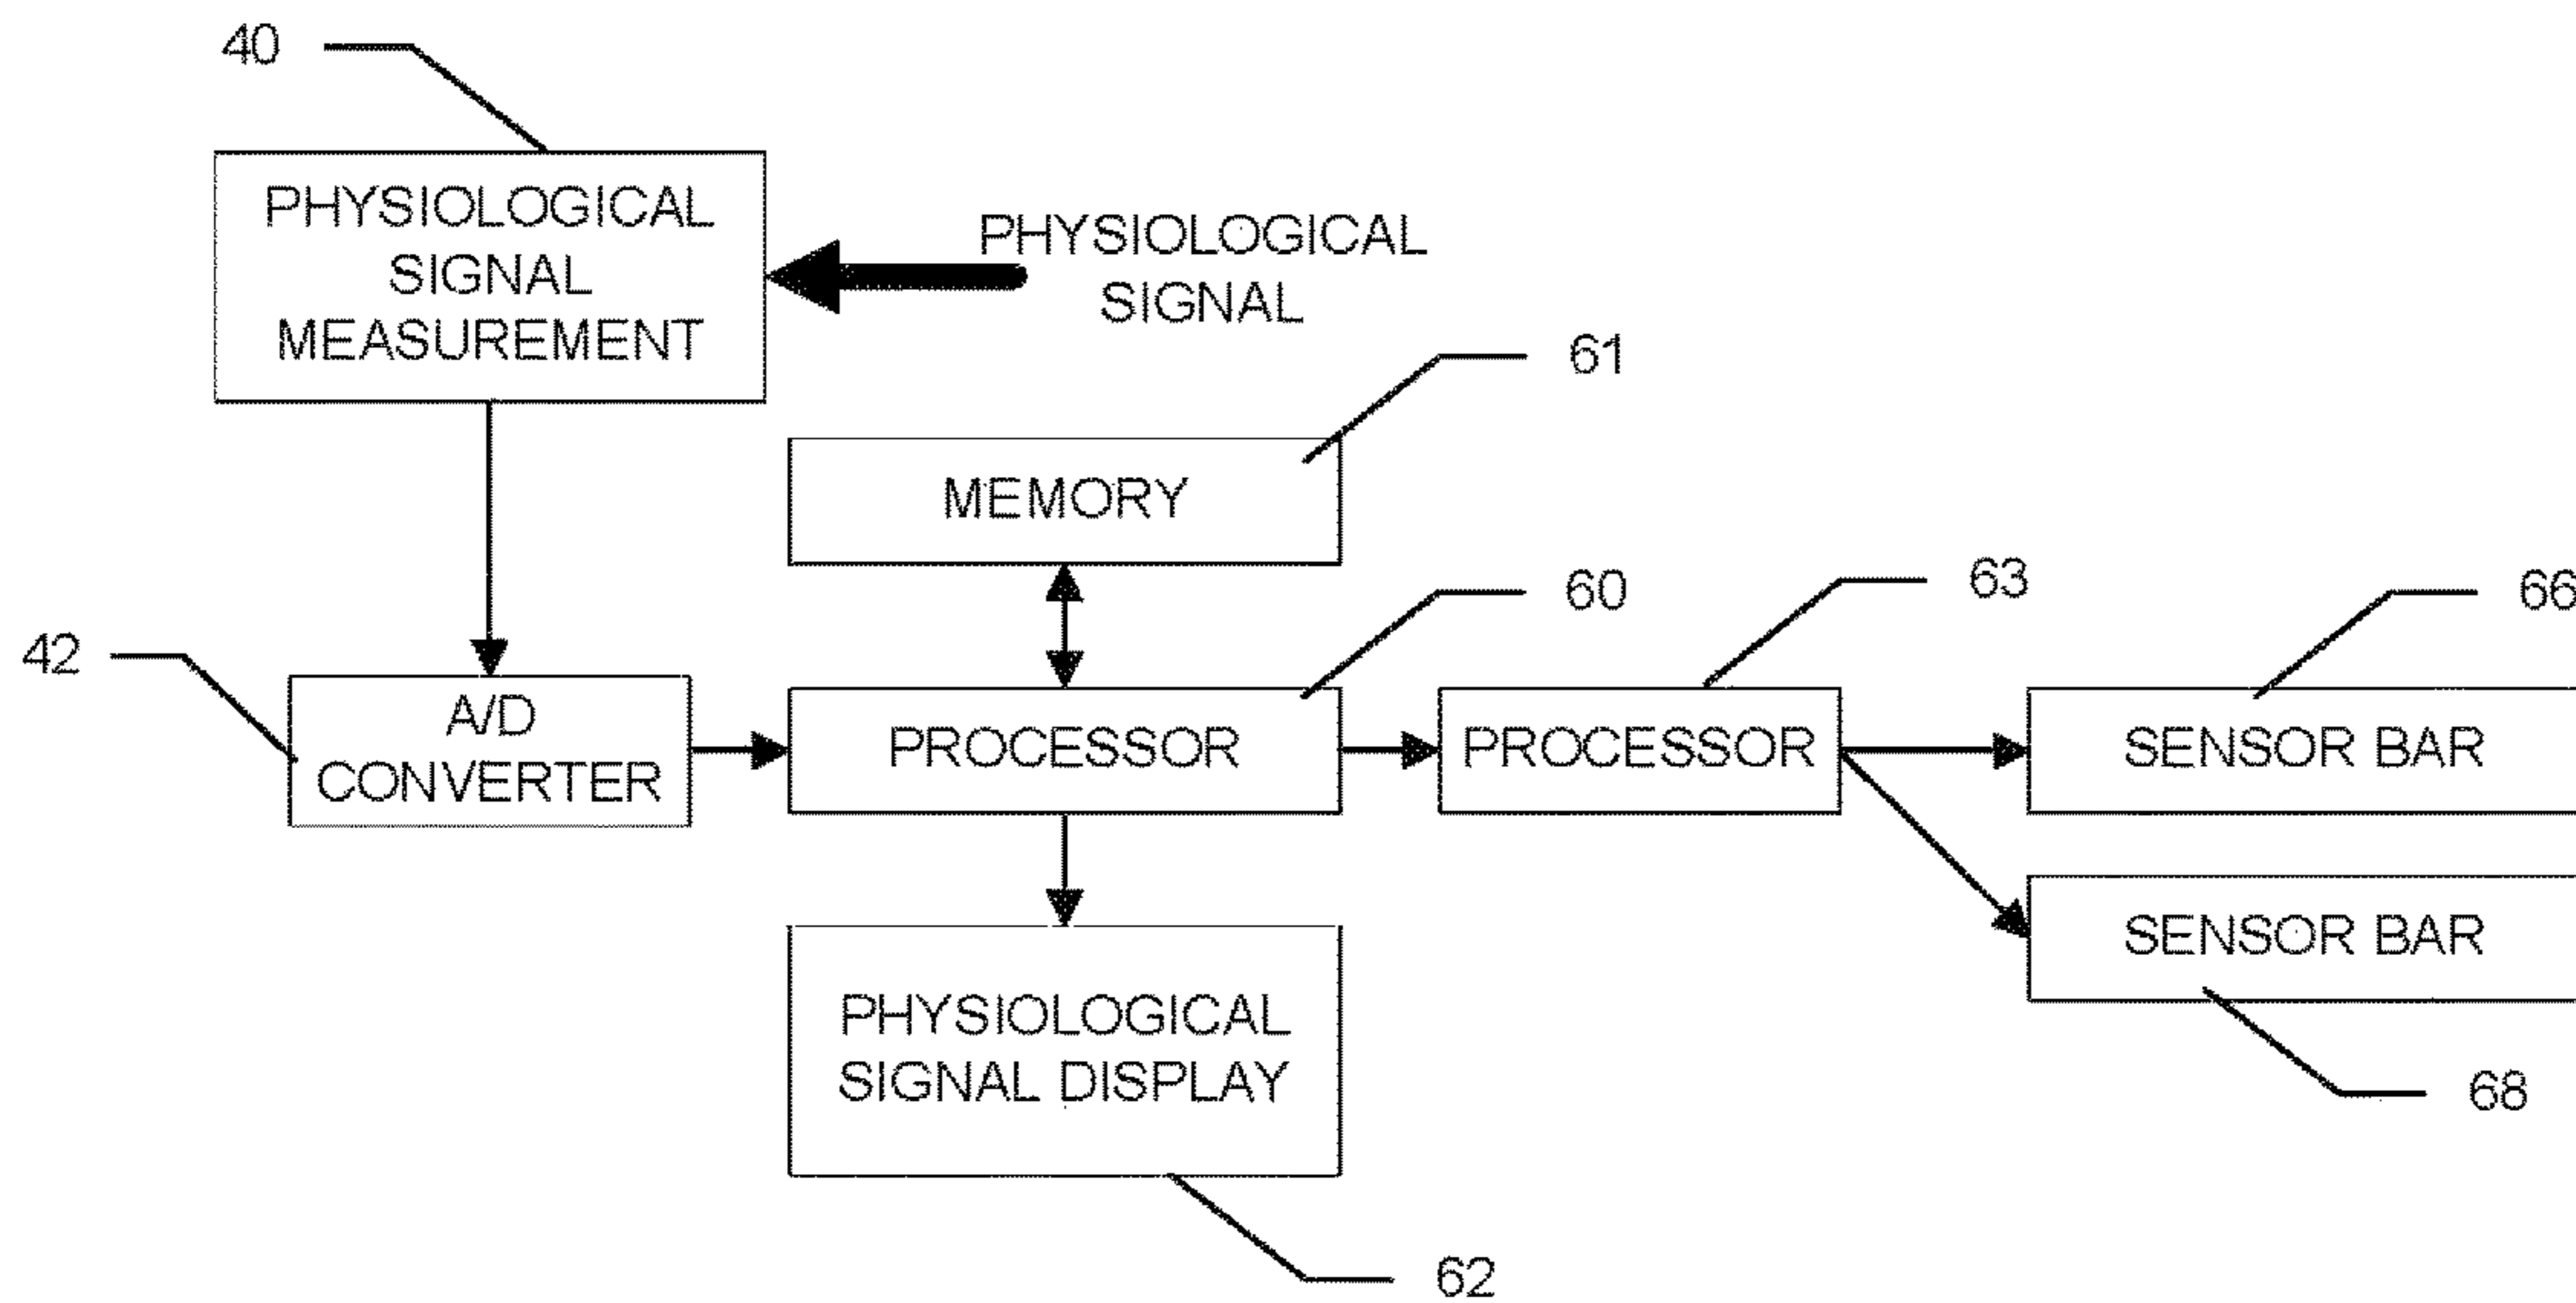 40
PHYSIOLOGICAL
SIGNAL
MEASUREMENT
PHYSIOLOGICAL
SIGNAL
61
MEMORY
60
63
66
42
A/D
CONVERTER
PROCESSOR
PROCESSOR
SENSOR BAR
SENSOR BAR
PHYSIOLOGICAL
SIGNAL DISPLAY
68
62